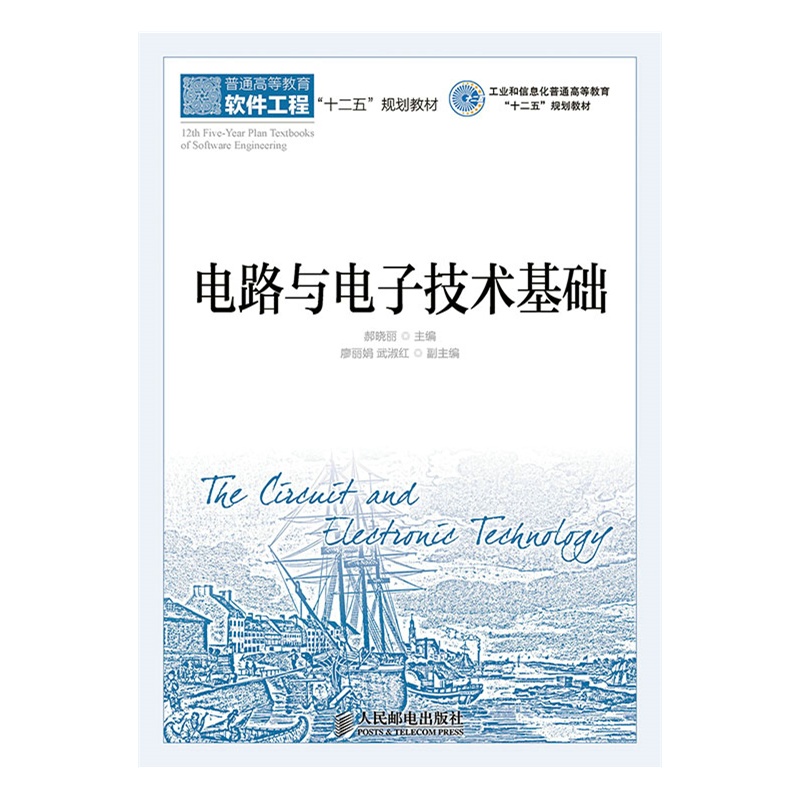 普通高等教育
软件工程
“十二五”规划教材
12th Five-Year Plan Textbooks
of Software Engineering
工业和信息化普通高等教育
“十二五”规划教材
电路与电子技术基础
郝晓丽 ◎ 主编
廖丽娟 武淑红 ◎ 副主编
The Circuit and
Electronic Technology
人民邮电出版社
POSTS & TELECOM PRESS